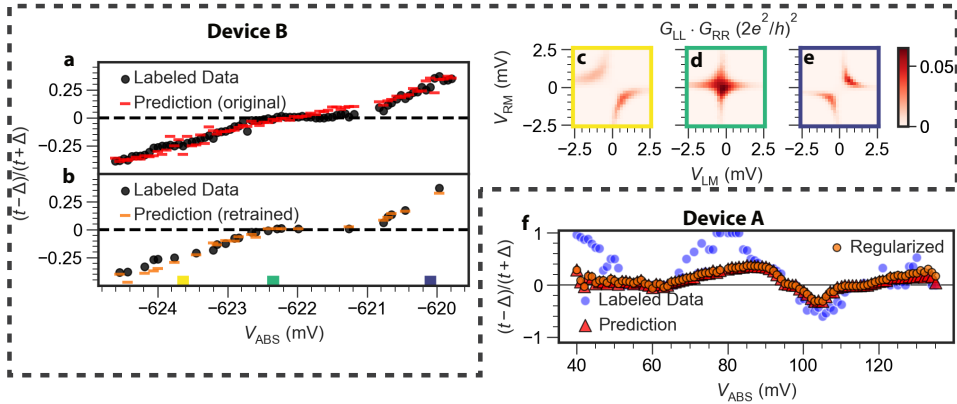 Device B
a
0.25
0
−0.25
Labeled Data
Prediction (original)
(t − Δ)/(t + Δ)
b
0.25
0
−0.25
Labeled Data
Prediction (retrained)
−624
−623
−622
−621
−620
V_ABS (mV)
G_LL · G_RR (2e²/h)²
c
d
e
2.5
0
−2.5
V_RM (mV)
−2.5
0
2.5
−2.5
0
2.5
−2.5
0
2.5
V_LM (mV)
0.05
0
Device A
f
1
0
−1
(t − Δ)/(t + Δ)
Regularized
Labeled Data
Prediction
40
60
80
100
120
V_ABS (mV)